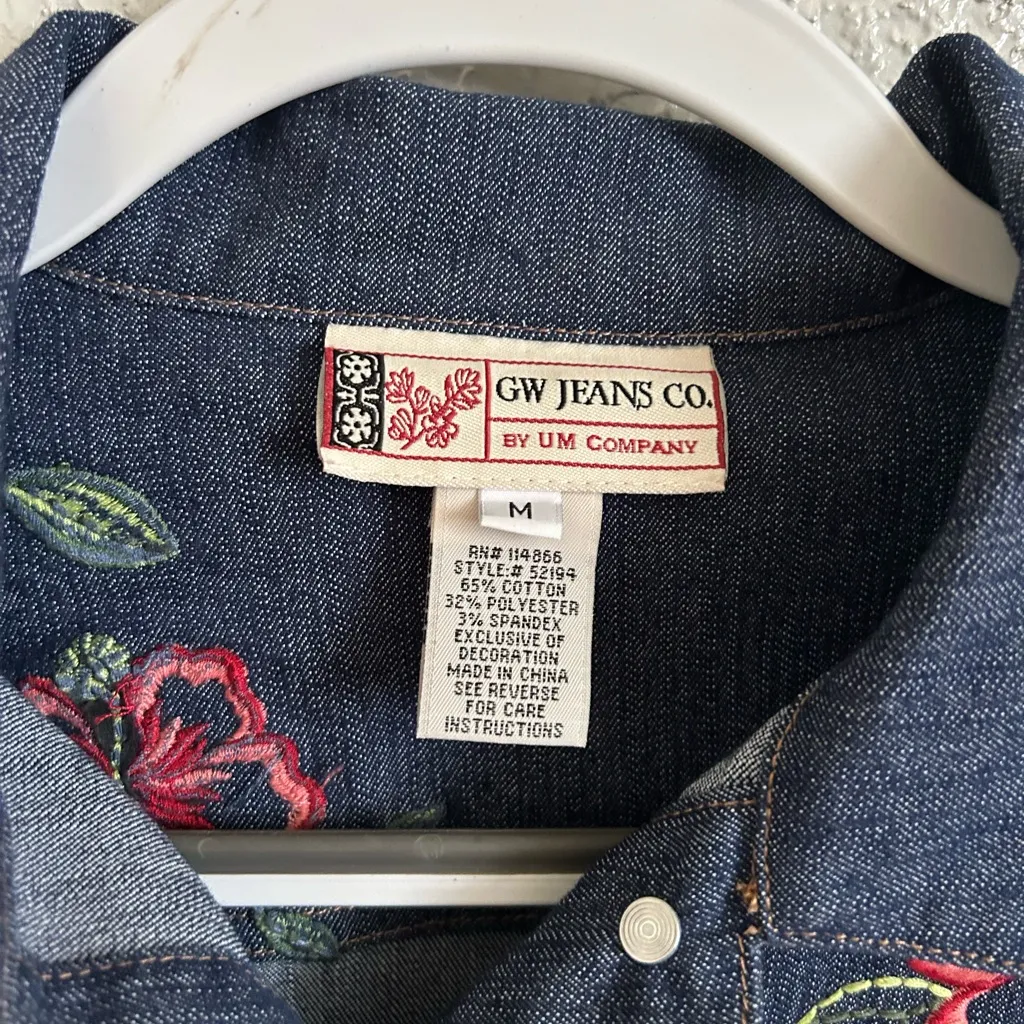 GW JEANS CO.
BY UM COMPANY
M
RN# 114866
STYLE:# 52194
65% COTTON
32% POLYESTER
3% SPANDEX
EXCLUSIVE OF
DECORATION
MADE IN CHINA
SEE REVERSE
FOR CARE
INSTRUCTIONS